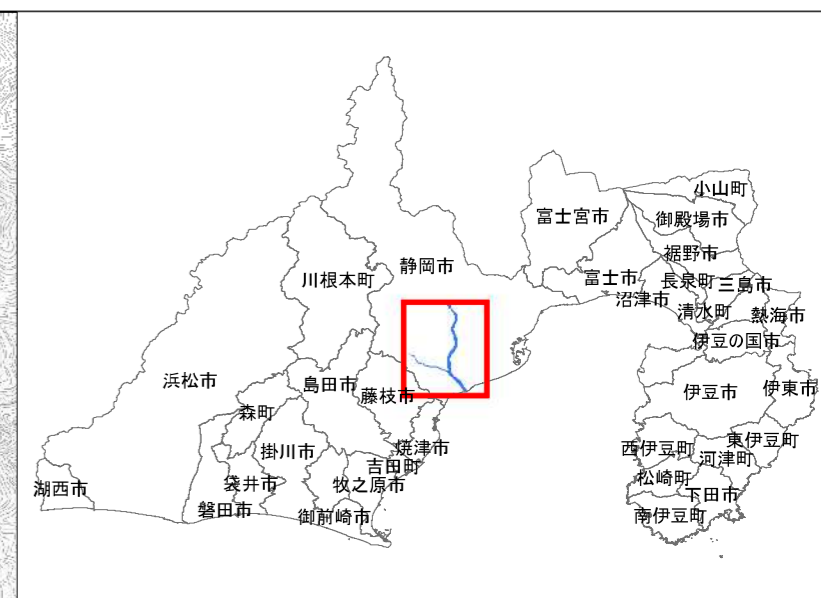 小山町
富士宮市
御殿場市
裾野市
静岡市
川根本町
富士市
長泉町
三島市
沼津市
清水町
熱海市
伊豆の国市
浜松市
島田市
藤枝市
伊豆市
伊東市
森町
掛川市
焼津市
西伊豆町
東伊豆町
河津町
吉田町
松崎町
湖西市
袋井市
牧之原市
下田市
磐田市
御前崎市
南伊豆町